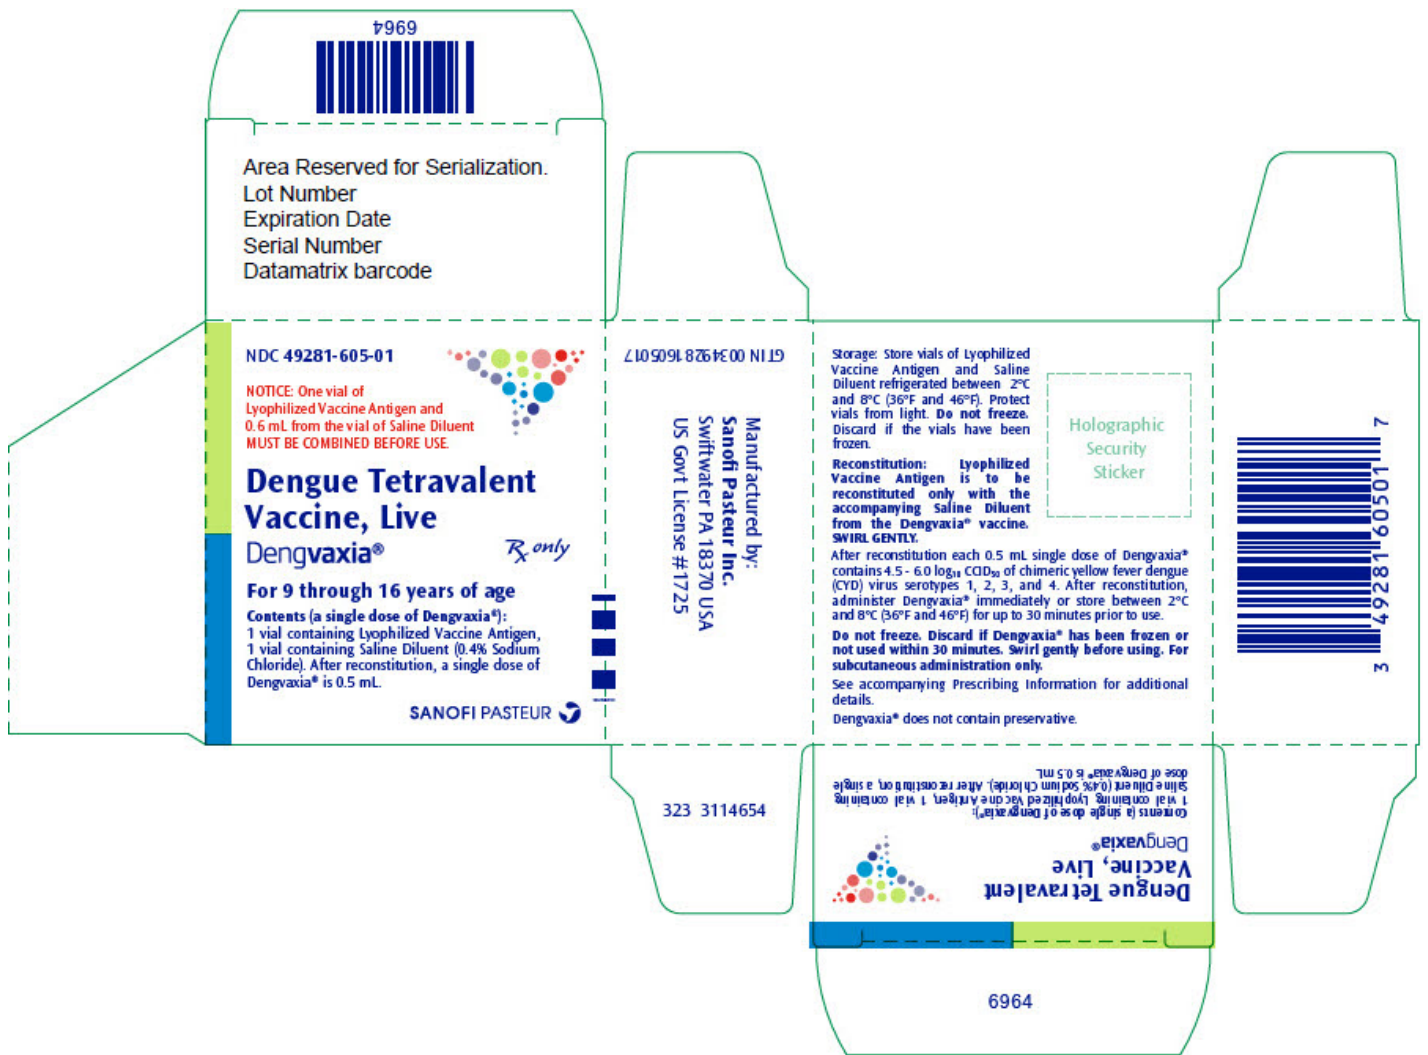 6964
Area Reserved for Serialization.
Lot Number
Expiration Date
Serial Number
Datamatrix barcode
NDC 49281-605-01
NOTICE: One vial of
Lyophilized Vaccine Antigen and
0.6 mL from the vial of Saline Diluent
MUST BE COMBINED BEFORE USE.
Dengue Tetravalent
Vaccine, Live
Dengvaxia®
Rx only
For 9 through 16 years of age
Contents (a single dose of Dengvaxia®):
1 vial containing Lyophilized Vaccine Antigen,
1 vial containing Saline Diluent (0.4% Sodium
Chloride). After reconstitution, a single dose of
Dengvaxia® is 0.5 mL.
SANOFI PASTEUR
GTIN 00349281605017
Manufactured by:
Sanofi Pasteur Inc.
Swiftwater PA 18370 USA
US Govt License #1725
323 3114654
Storage: Store vials of Lyophilized
Vaccine Antigen and Saline
Diluent refrigerated between 2°C
and 8°C (36°F and 46°F). Protect
vials from light. Do not freeze.
Discard if the vials have been
frozen.
Reconstitution: Lyophilized
Vaccine Antigen is to be
reconstituted only with the
accompanying Saline Diluent
from the Dengvaxia® vaccine.
SWIRL GENTLY.
After reconstitution each 0.5 mL single dose of Dengvaxia®
contains 4.5 - 6.0 log₁₀ CCID₅₀ of chimeric yellow fever dengue
(CYD) virus serotypes 1, 2, 3, and 4. After reconstitution,
administer Dengvaxia® immediately or store between 2°C
and 8°C (36°F and 46°F) for up to 30 minutes prior to use.
Do not freeze. Discard if Dengvaxia® has been frozen or
not used within 30 minutes. Swirl gently before using. For
subcutaneous administration only.
See accompanying Prescribing Information for additional
details.
Dengvaxia® does not contain preservative.
Holographic
Security
Sticker
3 49281 60501 7
Dengue Tetravalent
Vaccine, Live
Dengvaxia®
Contents (a single dose of Dengvaxia®):
1 vial containing Lyophilized Vaccine Antigen, 1 vial containing
Saline Diluent (0.4% Sodium Chloride). After reconstitution, a single
dose of Dengvaxia® is 0.5 mL.
6964